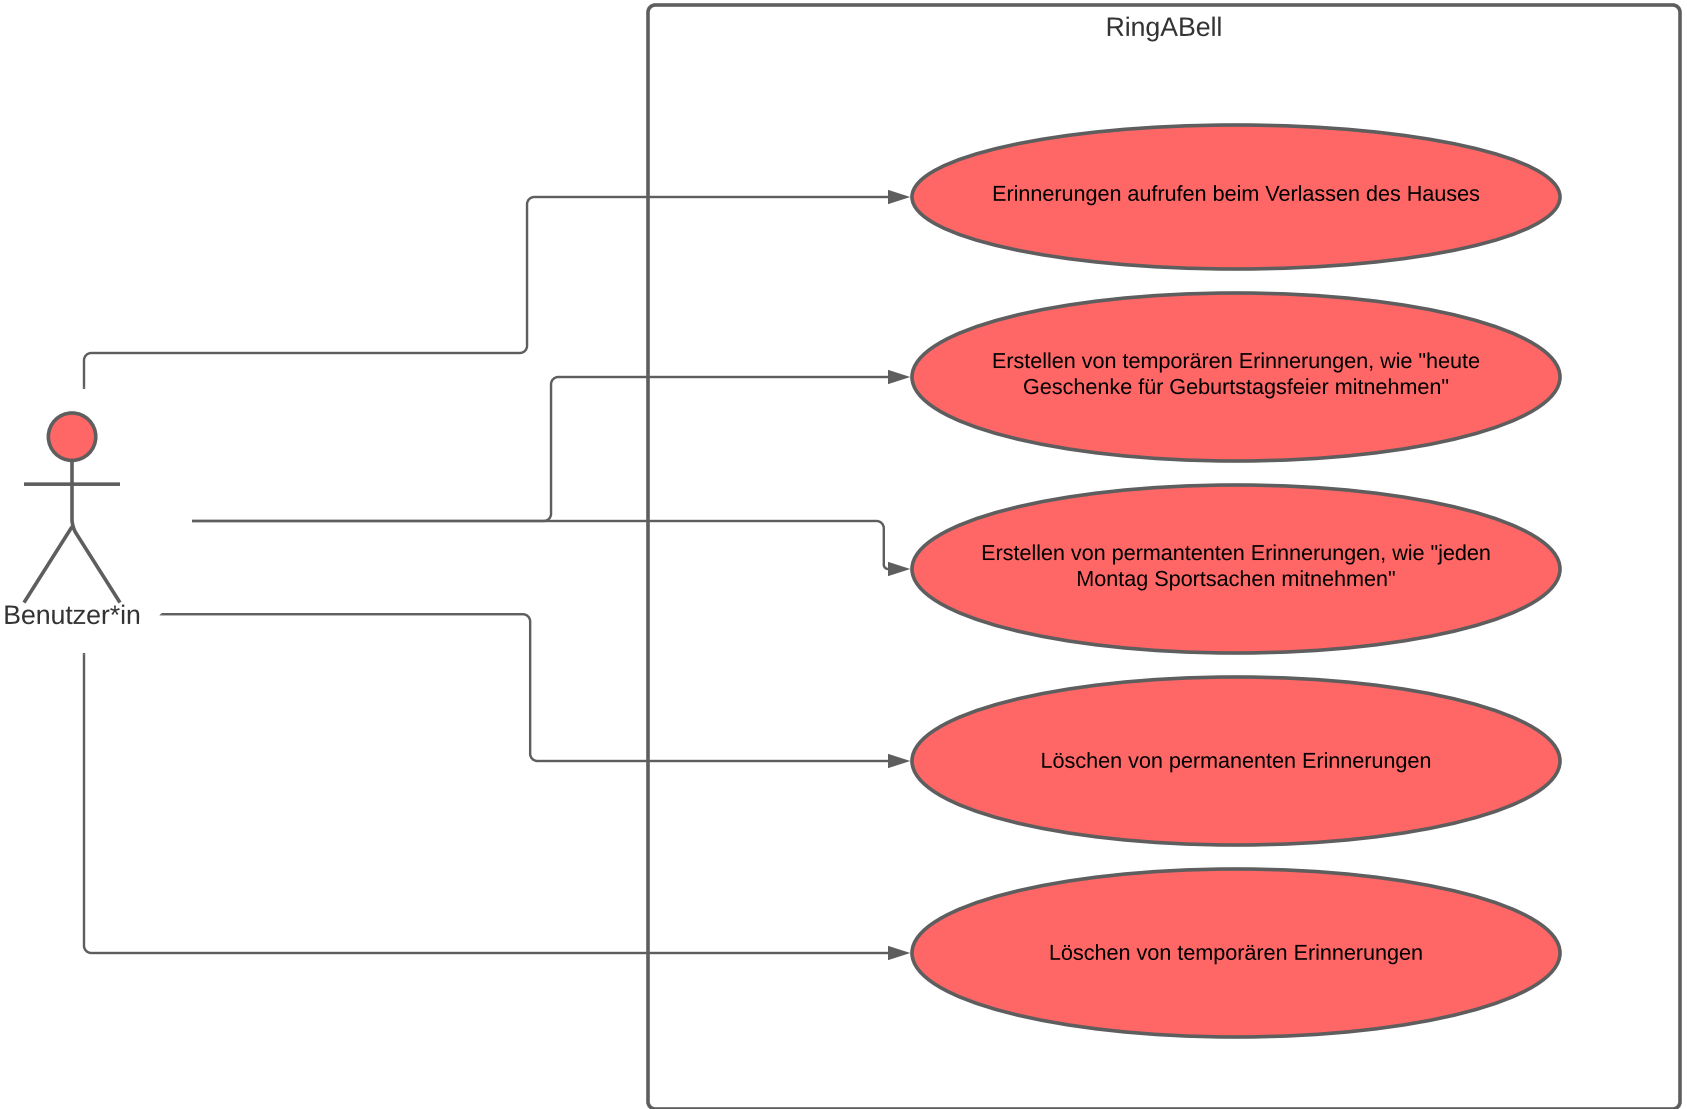 RingABell
Erinnerungen aufrufen beim Verlassen des Hauses
Erstellen von temporären Erinnerungen, wie "heute
Geschenke für Geburtstagsfeier mitnehmen"
Erstellen von permantenten Erinnerungen, wie "jeden
Montag Sportsachen mitnehmen"
Benutzer*in
Löschen von permanenten Erinnerungen
Löschen von temporären Erinnerungen